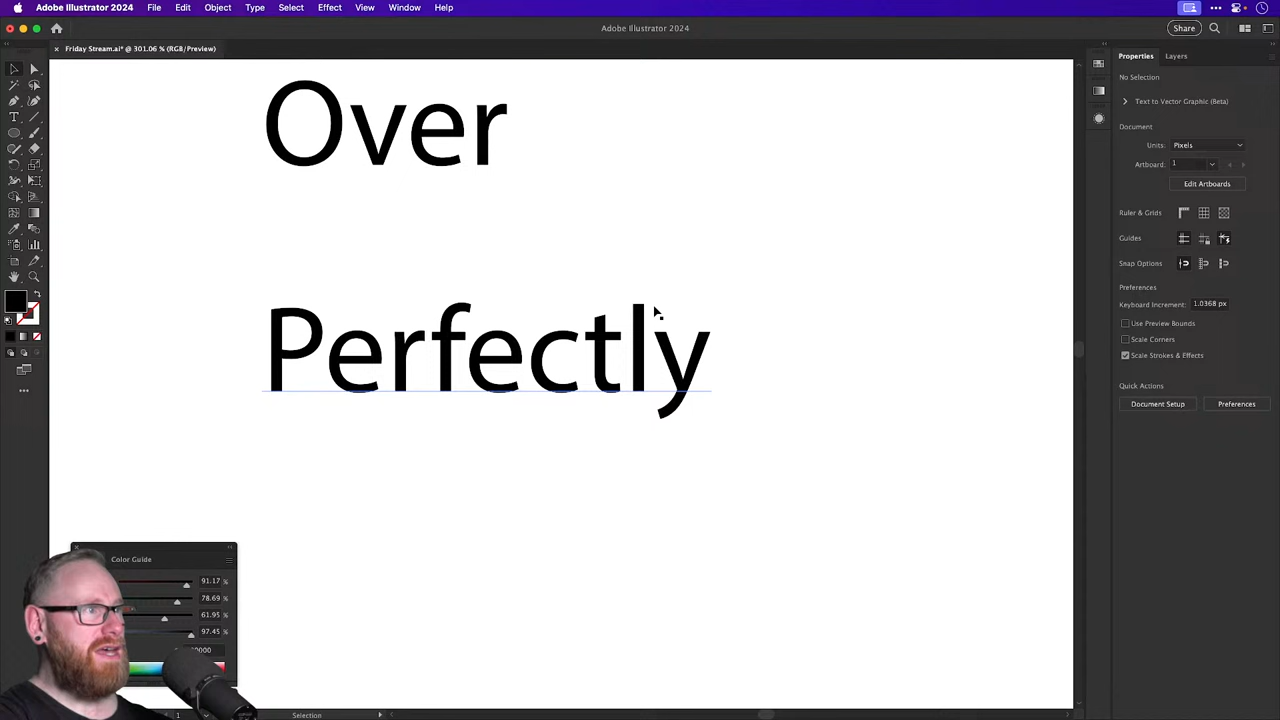 Adobe Illustrator 2024 File Edit Object Type Select Effect View Window Help
Adobe Illustrator 2024
Share
Friday Stream.ai* @ 301.06 % (RGB/Preview)
Properties Layers
No Selection
Text to Vector Graphic (Beta)
Document
Units: Pixels
Artboard: 1
Edit Artboards
Ruler & Grids
Guides
Snap Options
Preferences
Keyboard Increment: 1.0368 px
Use Preview Bounds
Scale Corners
Scale Strokes & Effects
Quick Actions
Document Setup Preferences
Over
Perfectly
Color Guide
91.17 %
78.69 %
61.95 %
97.45 %
1 Selection